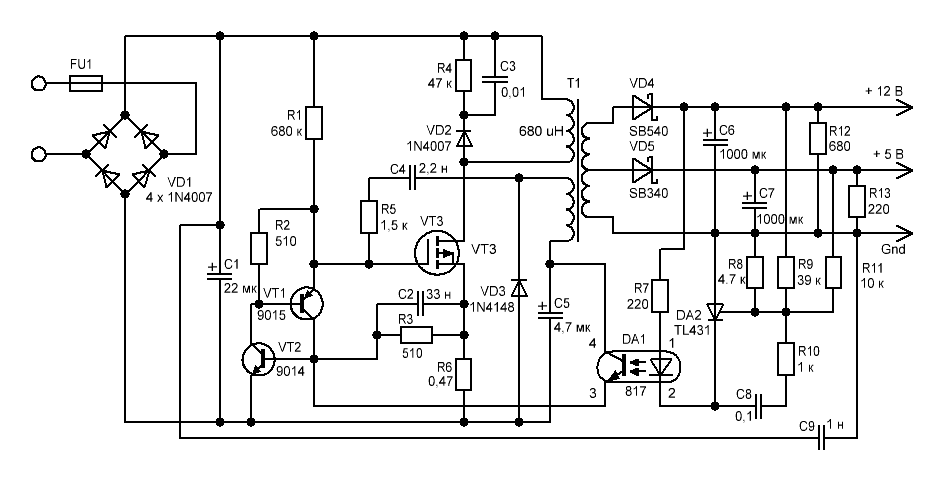 FU1
VD1
4 x 1N4007
C1
22 мк
R1
680 к
R2
510
VT1
9015
VT2
9014
R4
47 к
C3
0,01
VD2
1N4007
C4
2,2 н
R5
1,5 к
VT3
VT3
C2
33 н
R3
510
R6
0,47
VD3
1N4148
T1
680 uH
C5
4,7 мк
VD4
SB540
VD5
SB340
C6
1000 мк
C7
1000 мк
R7
220
DA1
4
1
3
2
817
DA2
TL431
R8
4.7 к
R9
39 к
R11
10 к
R10
1 к
C8
0,1
C9
1 н
R12
680
R13
220
+ 12 В
+ 5 В
Gnd